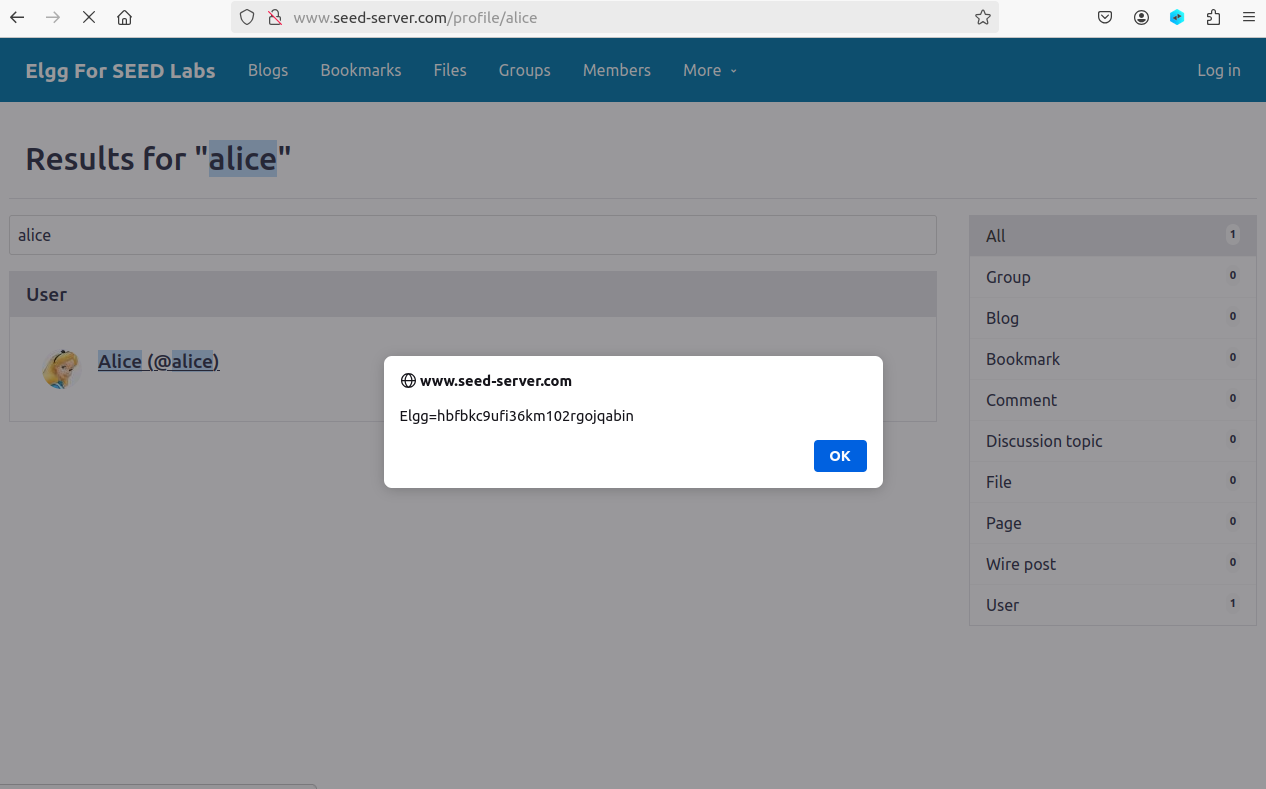 www.seed-server.com/profile/alice
Elgg For SEED Labs Blogs Bookmarks Files Groups Members More Log in
Results for "alice"
alice
User
Alice (@alice)
www.seed-server.com
Elgg=hbfbkc9ufi36km102rgojqabin
OK
All 1
Group 0
Blog 0
Bookmark 0
Comment 0
Discussion topic 0
File 0
Page 0
Wire post 0
User 1